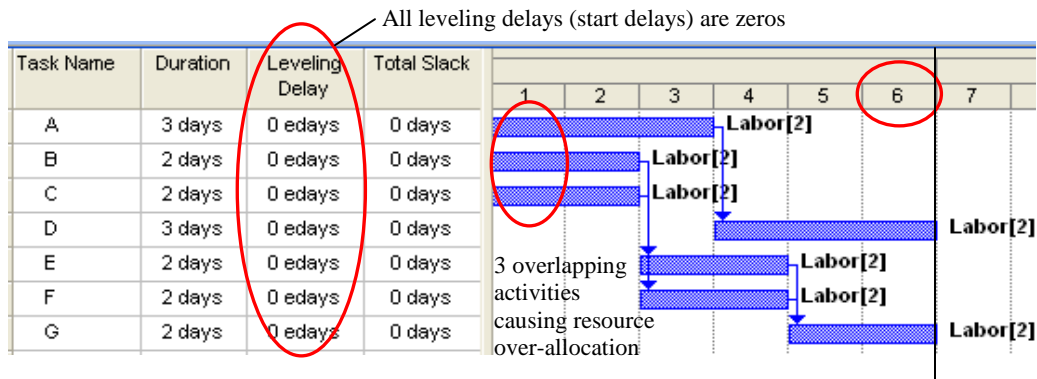 All leveling delays (start delays) are zeros
Task Name Duration Leveling Delay Total Slack
1 2 3 4 5 6 7
A 3 days 0 edays 0 days Labor[2]
B 2 days 0 edays 0 days Labor[2]
C 2 days 0 edays 0 days Labor[2]
D 3 days 0 edays 0 days Labor[2]
E 2 days 0 edays 0 days Labor[2]
F 2 days 0 edays 0 days Labor[2]
G 2 days 0 edays 0 days Labor[2]
3 overlapping
activities
causing resource
over-allocation